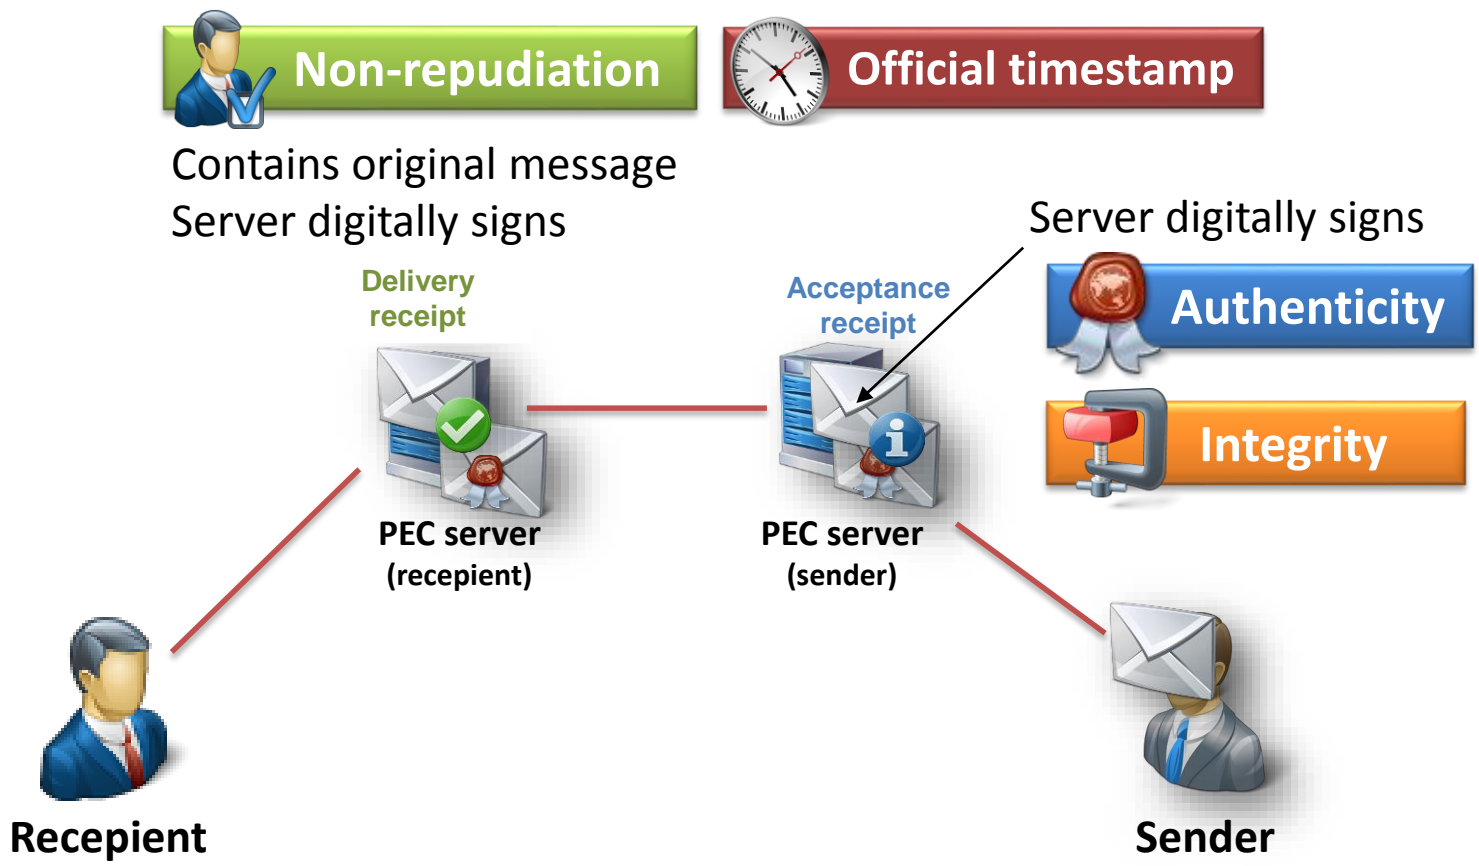 Non-repudiation
Official timestamp
Contains original message
Server digitally signs
Server digitally signs
Delivery
receipt
Acceptance
receipt
Authenticity
Integrity
PEC server
(recepient)
PEC server
(sender)
Recepient
Sender